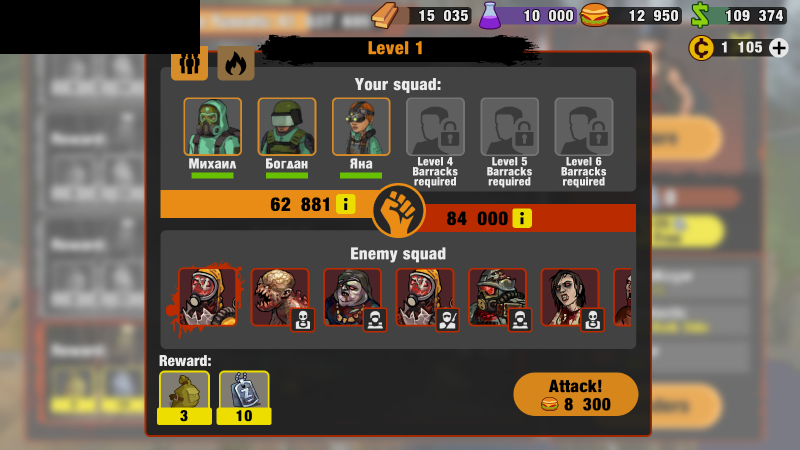 15 035
10 000
12 950
109 374
1 105
Level 1
Your squad:
Михаил
Богдан
Яна
Level 4
Barracks
required
Level 5
Barracks
required
Level 6
Barracks
required
62 881 i
84 000 i
Enemy squad
Reward:
3
10
Attack!
8 300